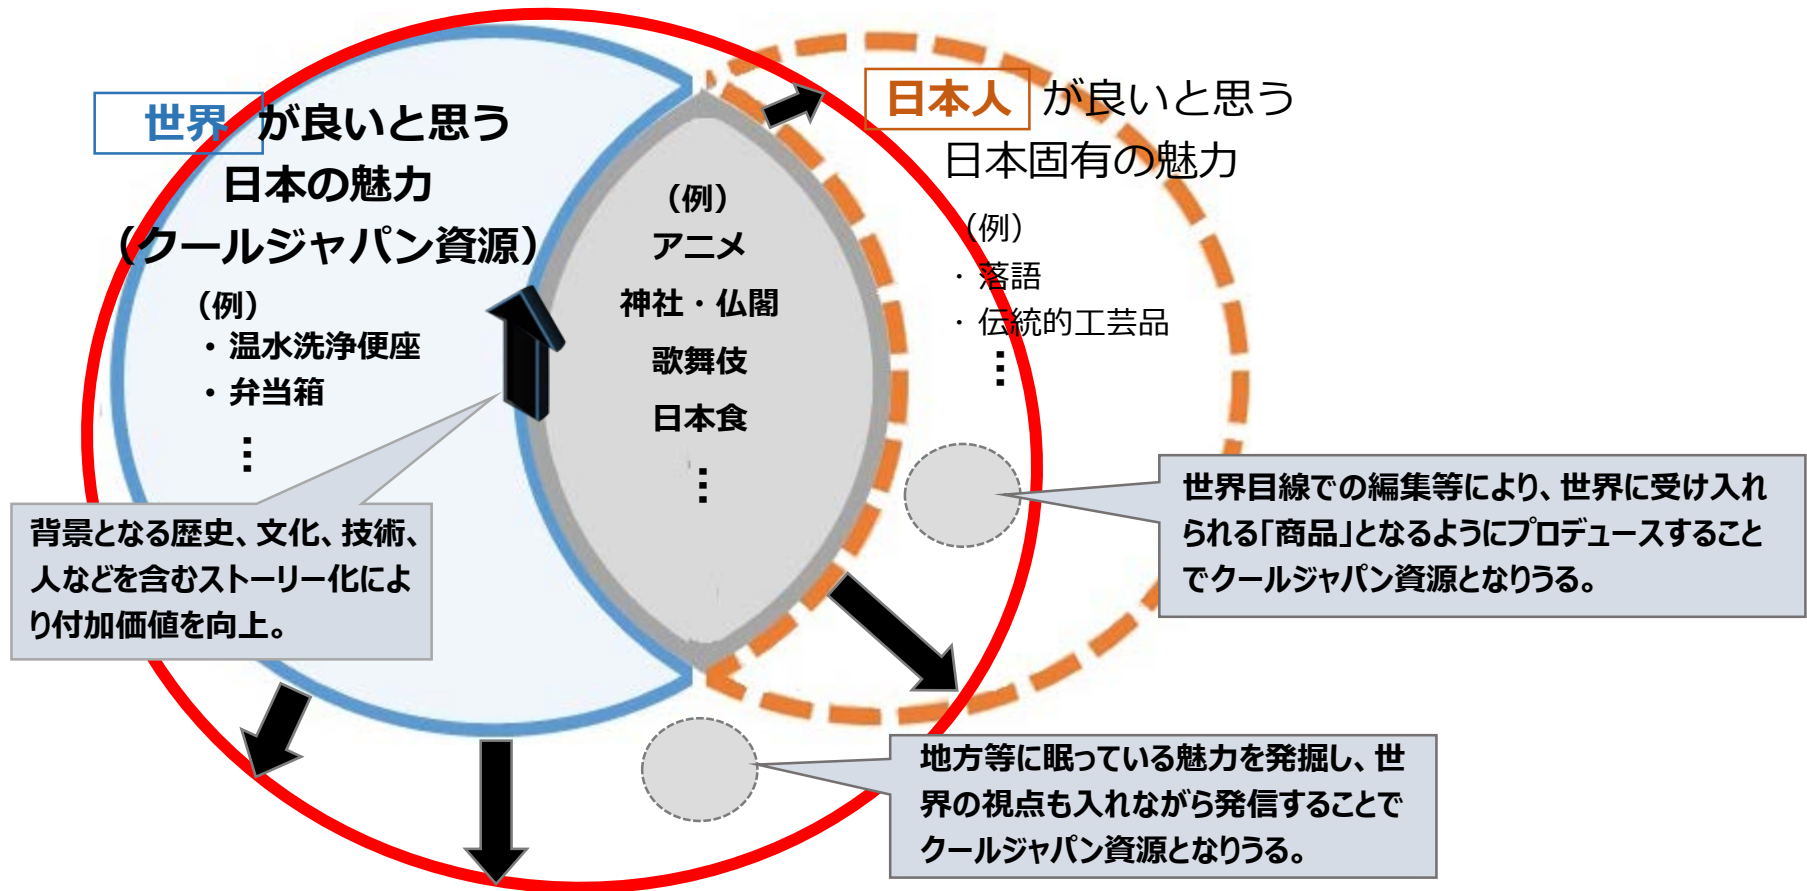 世界 が良いと思う
日本の魅力
（クールジャパン資源）
（例）
・温水洗浄便座
・弁当箱
…
（例）
アニメ
神社・仏閣
歌舞伎
日本食
…
日本人 が良いと思う
日本固有の魅力
（例）
・落語
・伝統的工芸品
…
背景となる歴史、文化、技術、
人などを含むストーリー化によ
り付加価値を向上。
世界目線での編集等により、世界に受け入れ
られる「商品」となるようにプロデュースすること
でクールジャパン資源となりうる。
地方等に眠っている魅力を発掘し、世
界の視点も入れながら発信することで
クールジャパン資源となりうる。